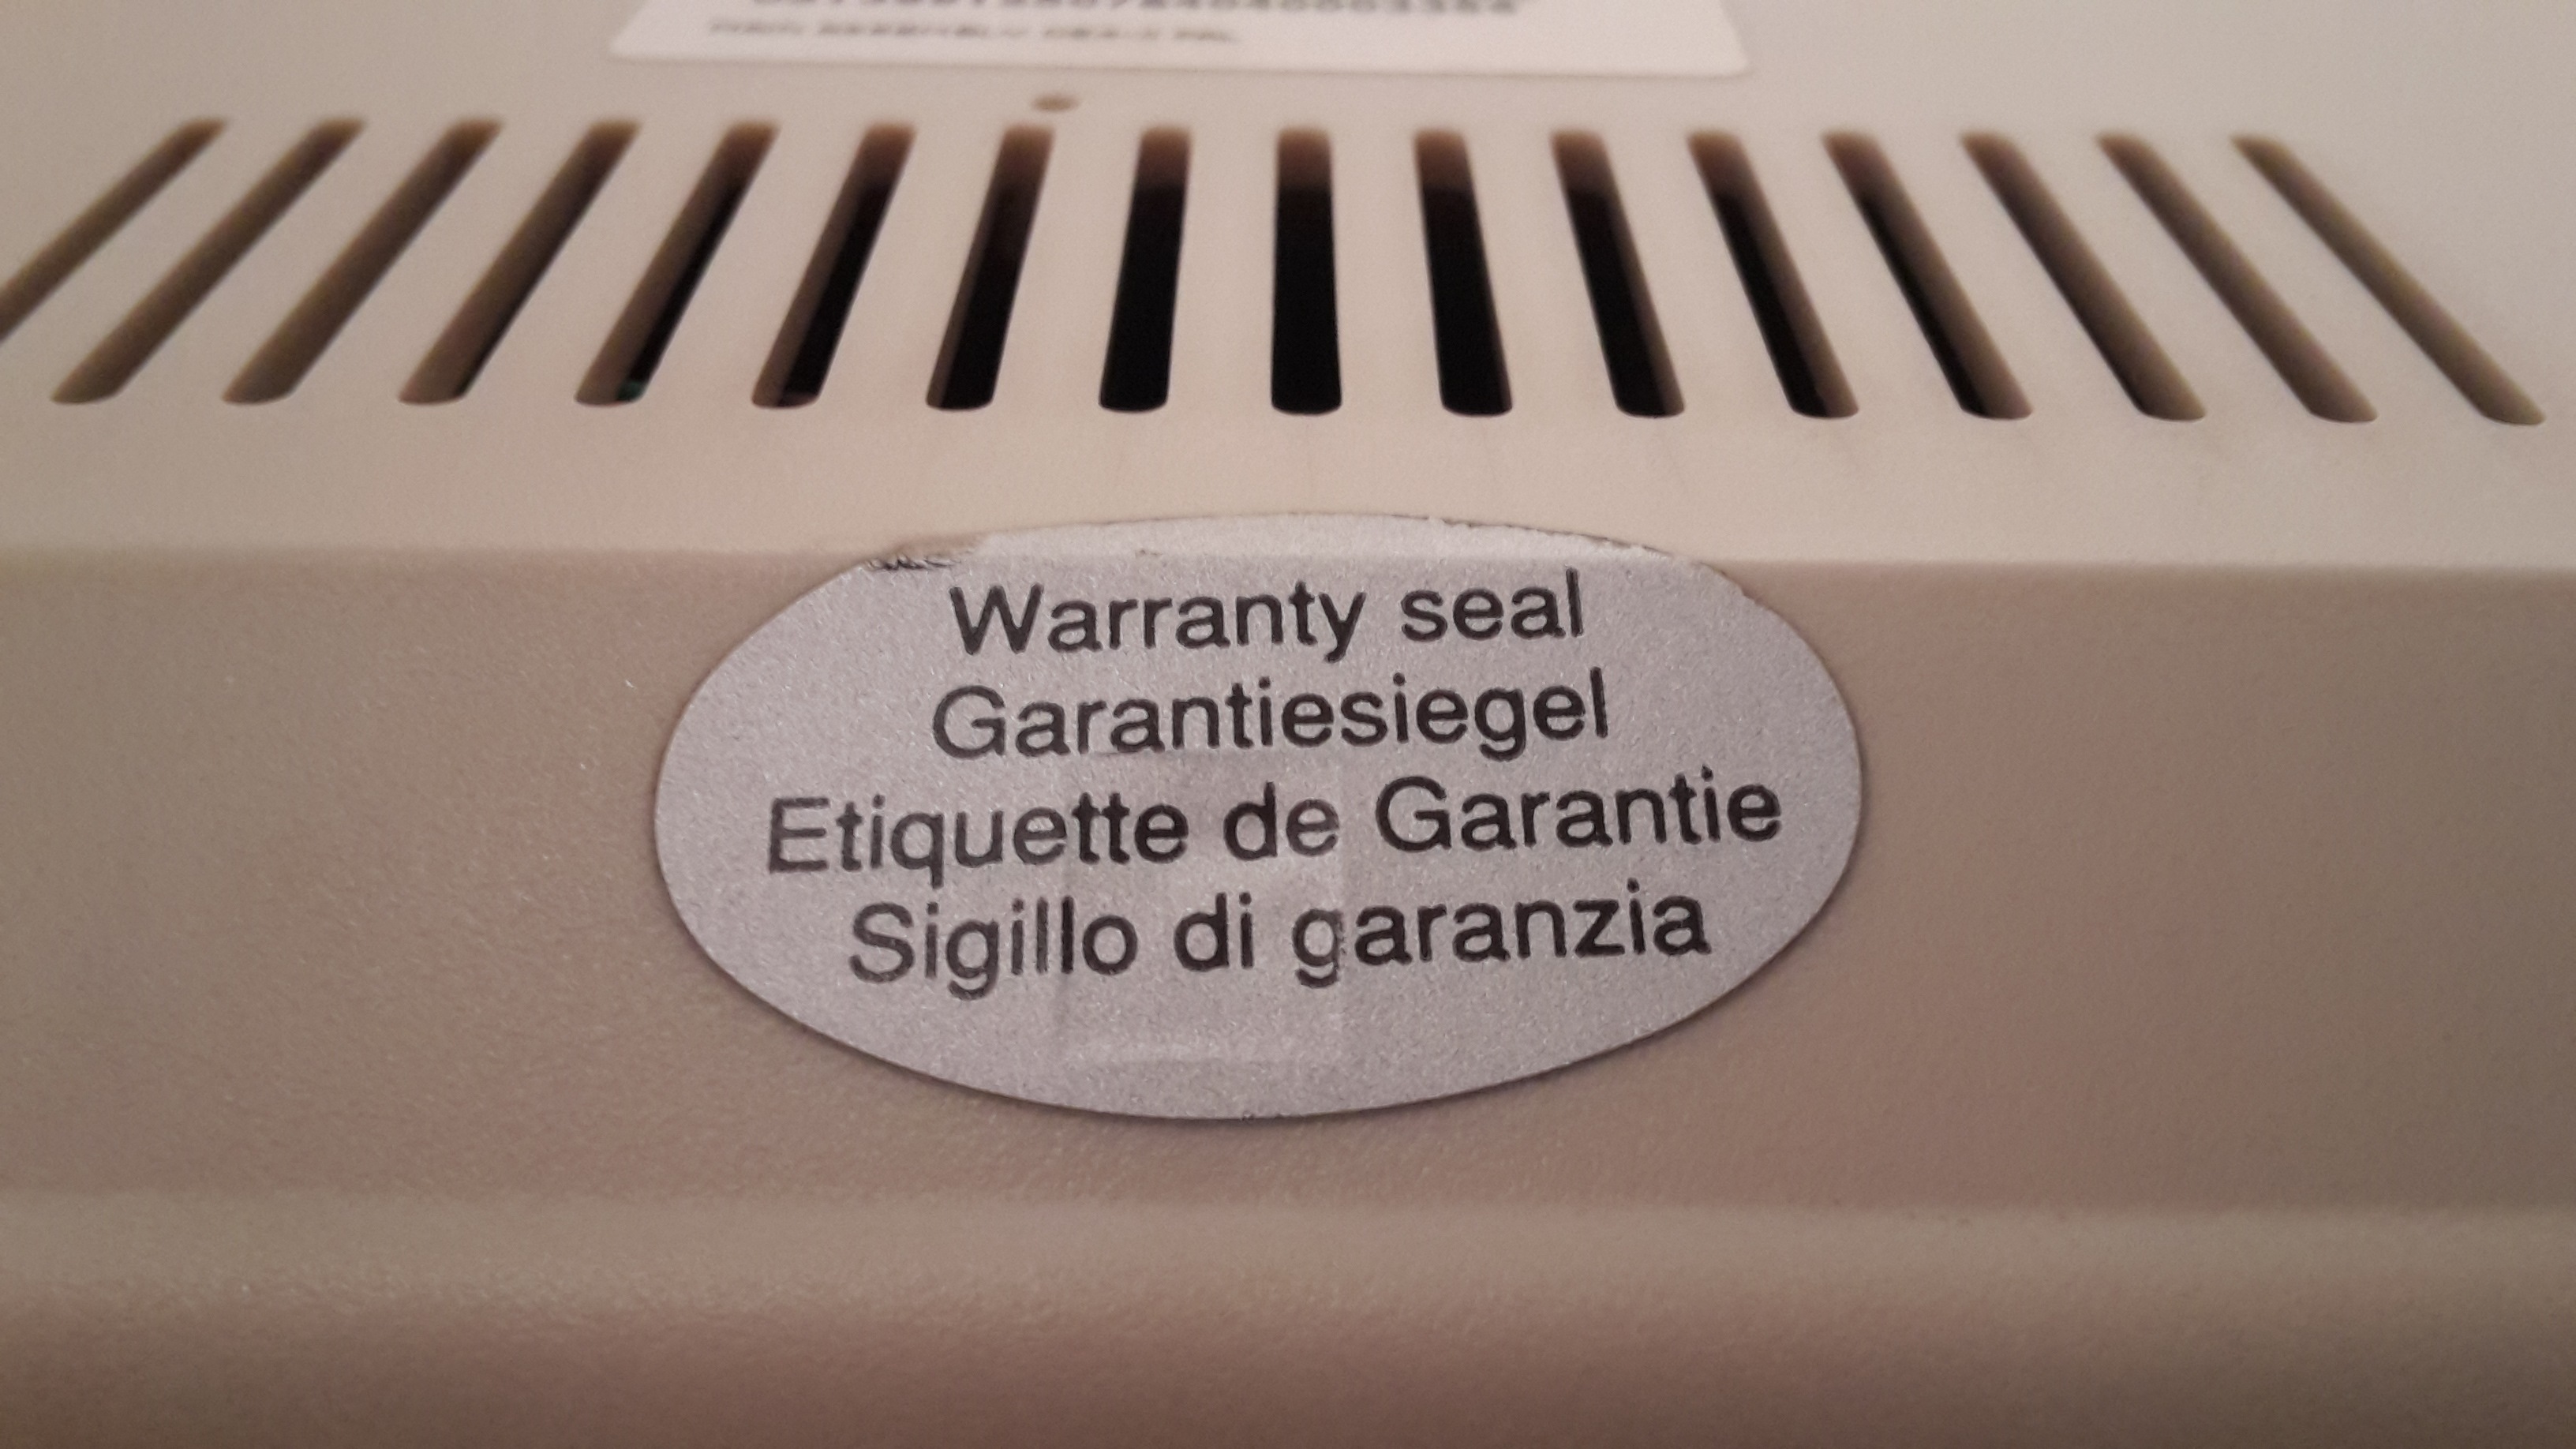 Warranty seal
Garantiesiegel
Etiquette de Garantie
Sigillo di garanzia